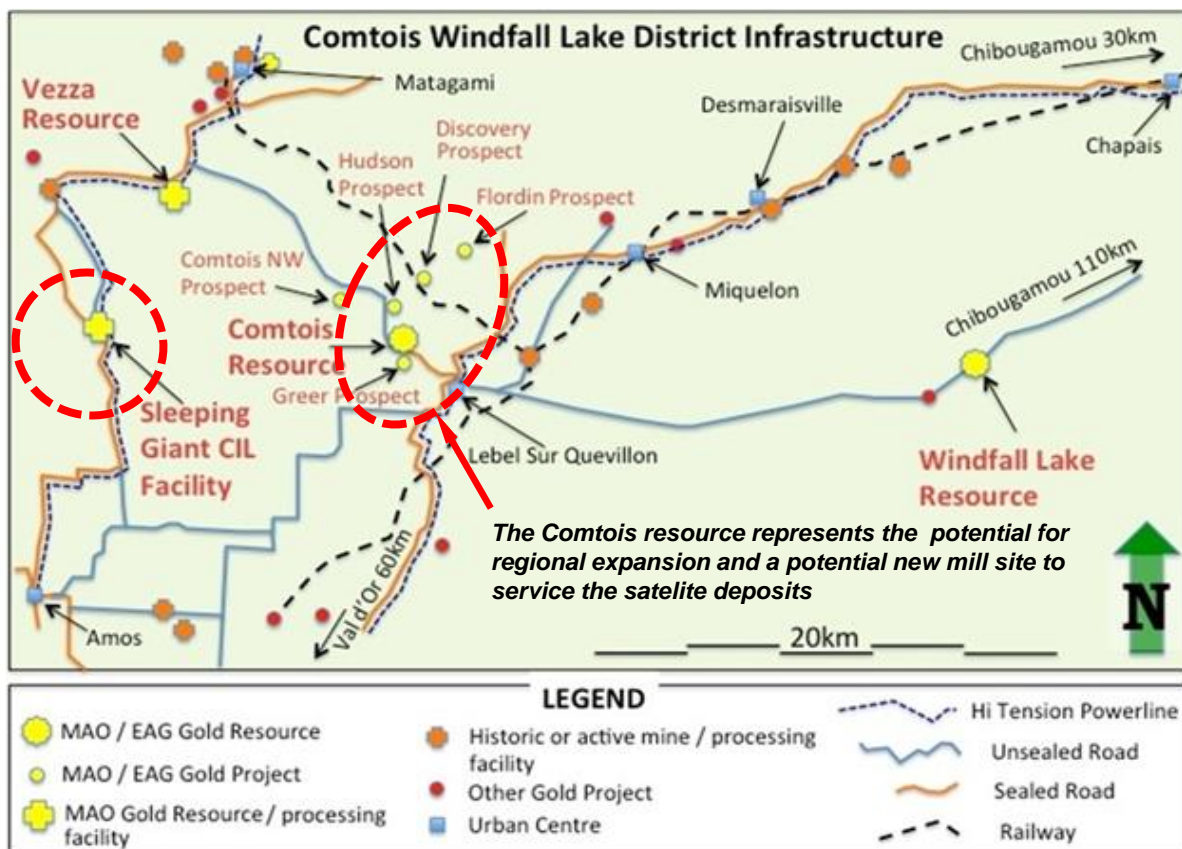 Comtois Windfall Lake District Infrastructure
Chibougamou 30km
Matagami
Vezza
Resource
Desmaraisville
Chapais
Discovery
Prospect
Hudson
Prospect
Flordin Prospect
Comtois NW
Prospect
Miquelon
Chibougamou 110km
Comtois
Resource
Greer Prospect
Sleeping
Giant CIL
Facility
Lebel Sur Quevillon
Windfall Lake
Resource
The Comtois resource represents the potential for
regional expansion and a potential new mill site to
service the satelite deposits
Val d'Or 60km
Amos
20km
N
LEGEND
MAO / EAG Gold Resource
MAO / EAG Gold Project
MAO Gold Resource / processing
facility
Historic or active mine / processing
facility
Other Gold Project
Urban Centre
Hi Tension Powerline
Unsealed Road
Sealed Road
Railway